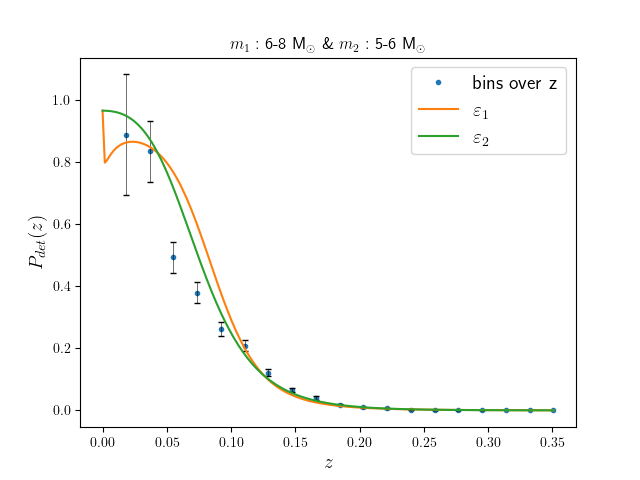 m₁ : 6-8 M⊙ & m₂ : 5-6 M⊙
bins over z
ε₁
ε₂
P_det(z)
1.0
0.8
0.6
0.4
0.2
0.0
0.00 0.05 0.10 0.15 0.20 0.25 0.30 0.35
z